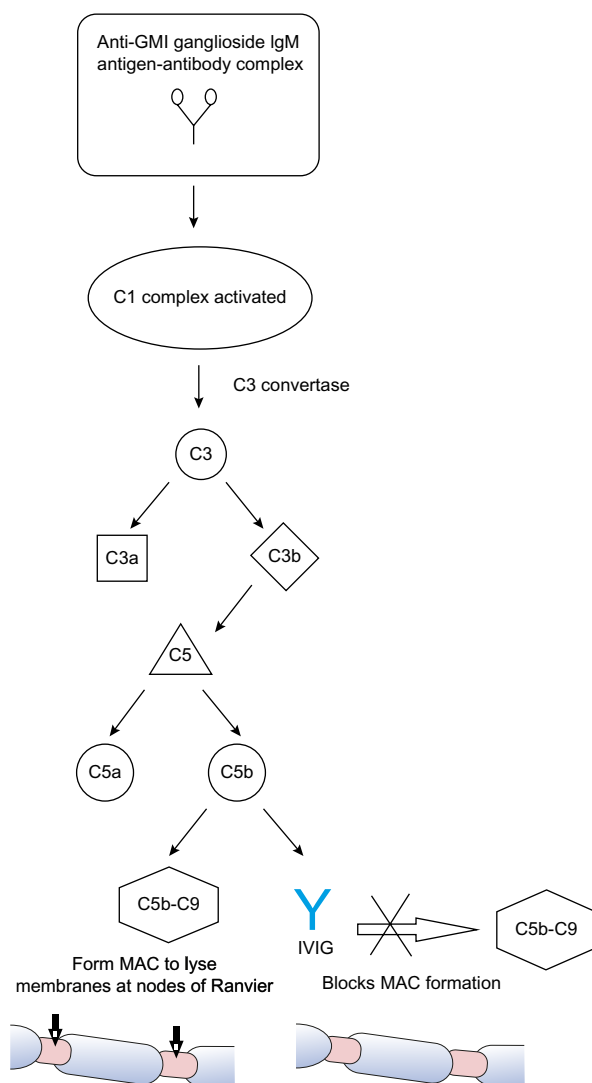 Anti-GMI ganglioside IgM
antigen-antibody complex
C1 complex activated
C3 convertase
C3
C3a
C3b
C5
C5a
C5b
C5b-C9
IVIG
C5b-C9
Form MAC to lyse
membranes at nodes of Ranvier
Blocks MAC formation